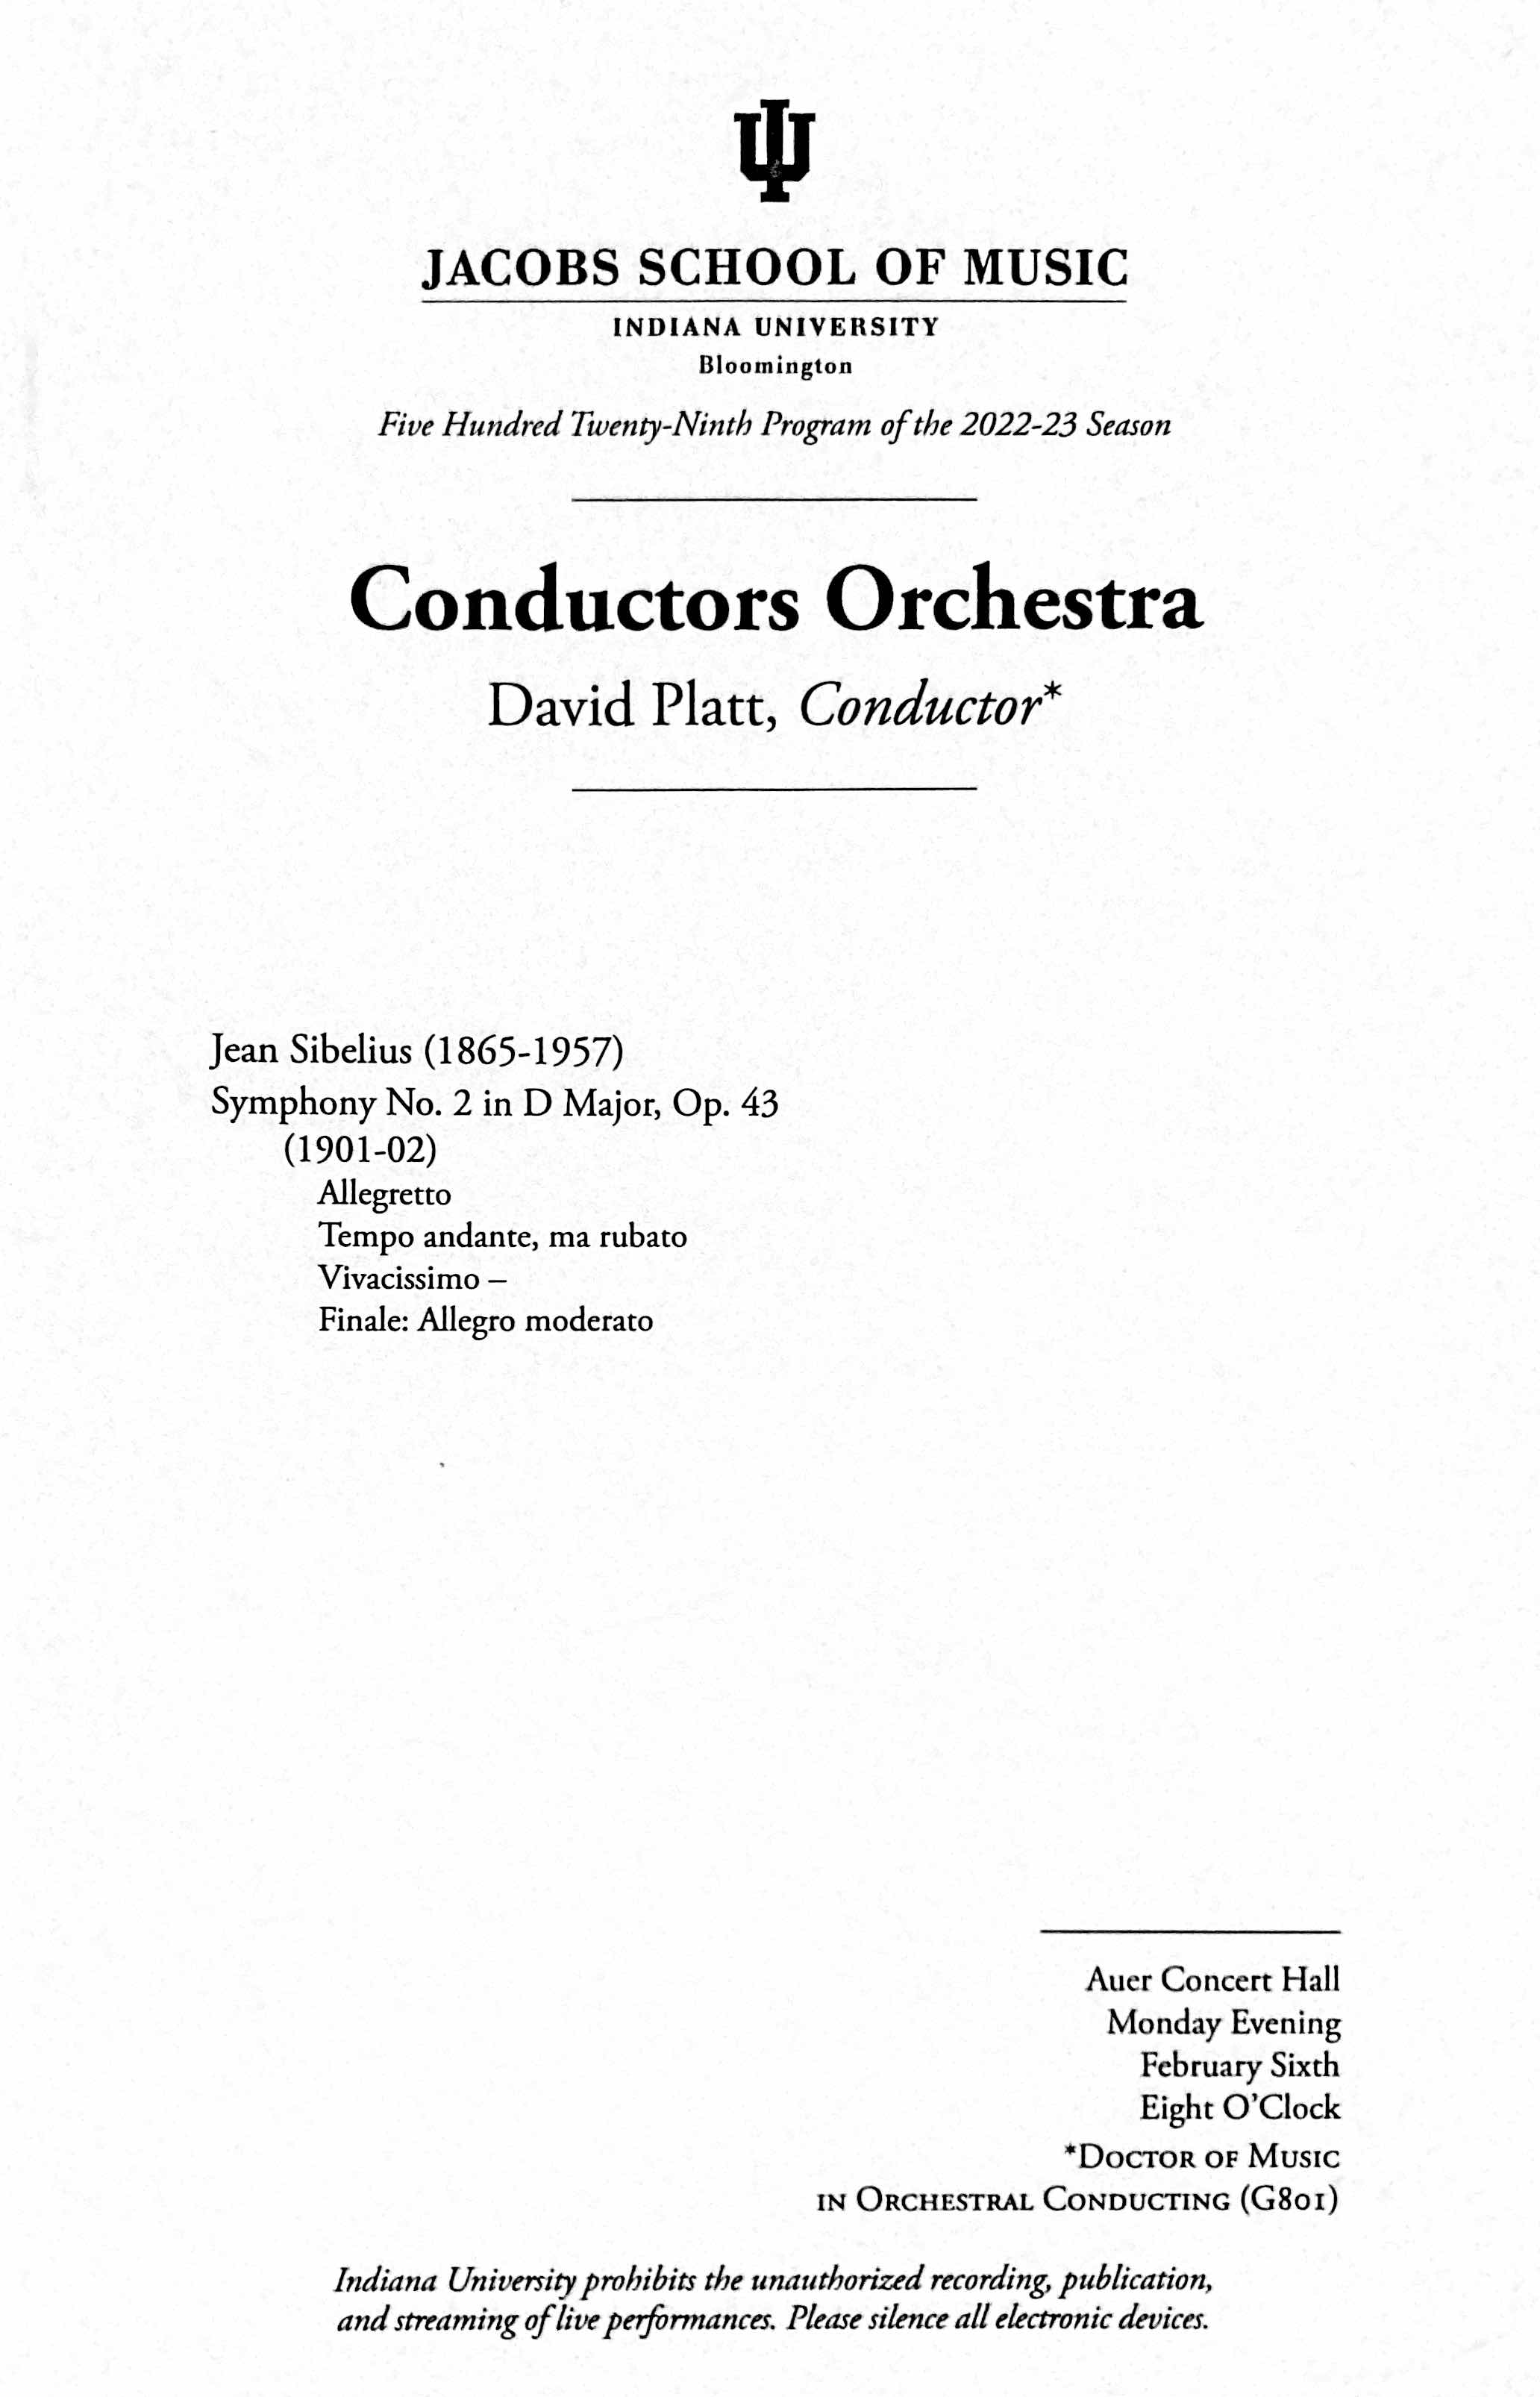 JACOBS SCHOOL OF MUSIC
INDIANA UNIVERSITY
Bloomington
Five Hundred Twenty-Ninth Program of the 2022-23 Season
Conductors Orchestra
David Platt, Conductor*
Jean Sibelius (1865-1957)
Symphony No. 2 in D Major, Op. 43
(1901-02)
Allegretto
Tempo andante, ma rubato
Vivacissimo –
Finale: Allegro moderato
Auer Concert Hall
Monday Evening
February Sixth
Eight O'Clock
*Doctor of Music
in Orchestral Conducting (G801)
Indiana University prohibits the unauthorized recording, publication,
and streaming of live performances. Please silence all electronic devices.